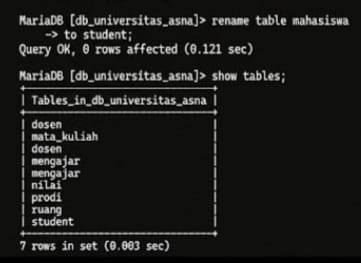 MariaDB [db_universitas_asna]> rename table mahasiswa
    -> to student;
Query OK, 0 rows affected (0.121 sec)

MariaDB [db_universitas_asna]> show tables;
+-------------------------------+
| Tables_in_db_universitas_asna |
+-------------------------------+
| dosen                         |
| mata_kuliah                   |
| dosen                         |
| mengajar                      |
| mengajar                      |
| nilai                         |
| prodi                         |
| ruang                         |
| student                       |
+-------------------------------+
7 rows in set (0.003 sec)